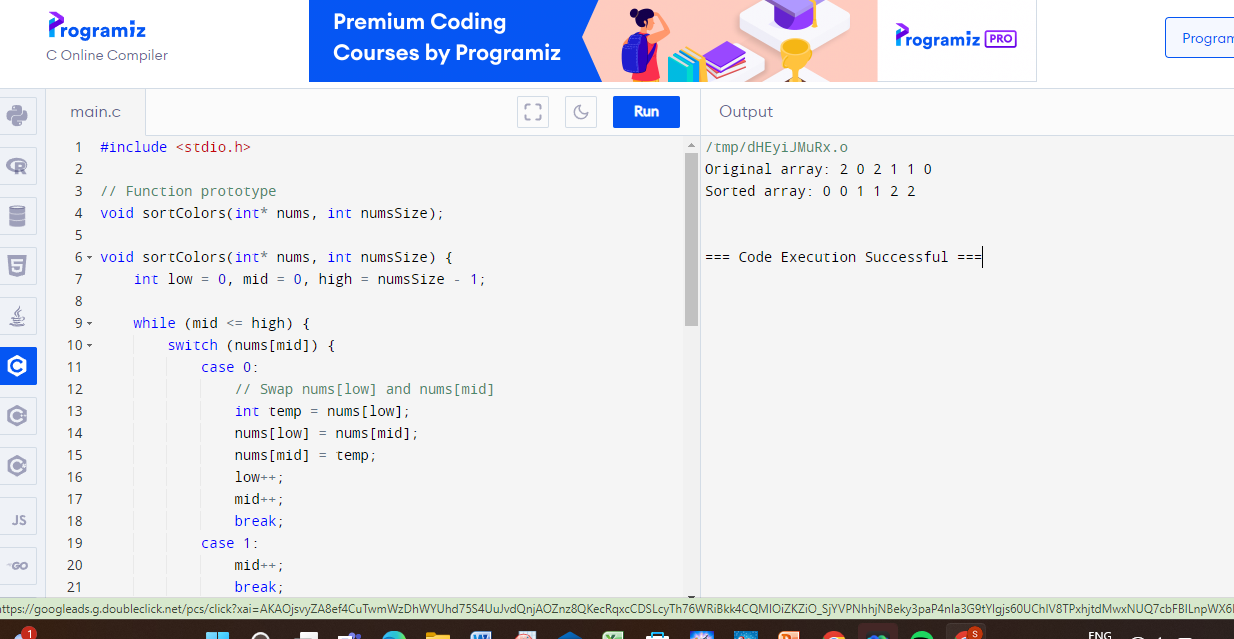 Programiz
C Online Compiler
Premium Coding
Courses by Programiz
Programiz PRO
Program
main.c
Run
Output
1 #include <stdio.h>
2
3 // Function prototype
4 void sortColors(int* nums, int numsSize);
5
6 void sortColors(int* nums, int numsSize) {
7 int low = 0, mid = 0, high = numsSize - 1;
8
9 while (mid <= high) {
10 switch (nums[mid]) {
11 case 0:
12 // Swap nums[low] and nums[mid]
13 int temp = nums[low];
14 nums[low] = nums[mid];
15 nums[mid] = temp;
16 low++;
17 mid++;
18 break;
19 case 1:
20 mid++;
21 break;
/tmp/dHEyiJMuRx.o
Original array: 2 0 2 1 1 0
Sorted array: 0 0 1 1 2 2
=== Code Execution Successful ===
JS
GO
1
S
ENG